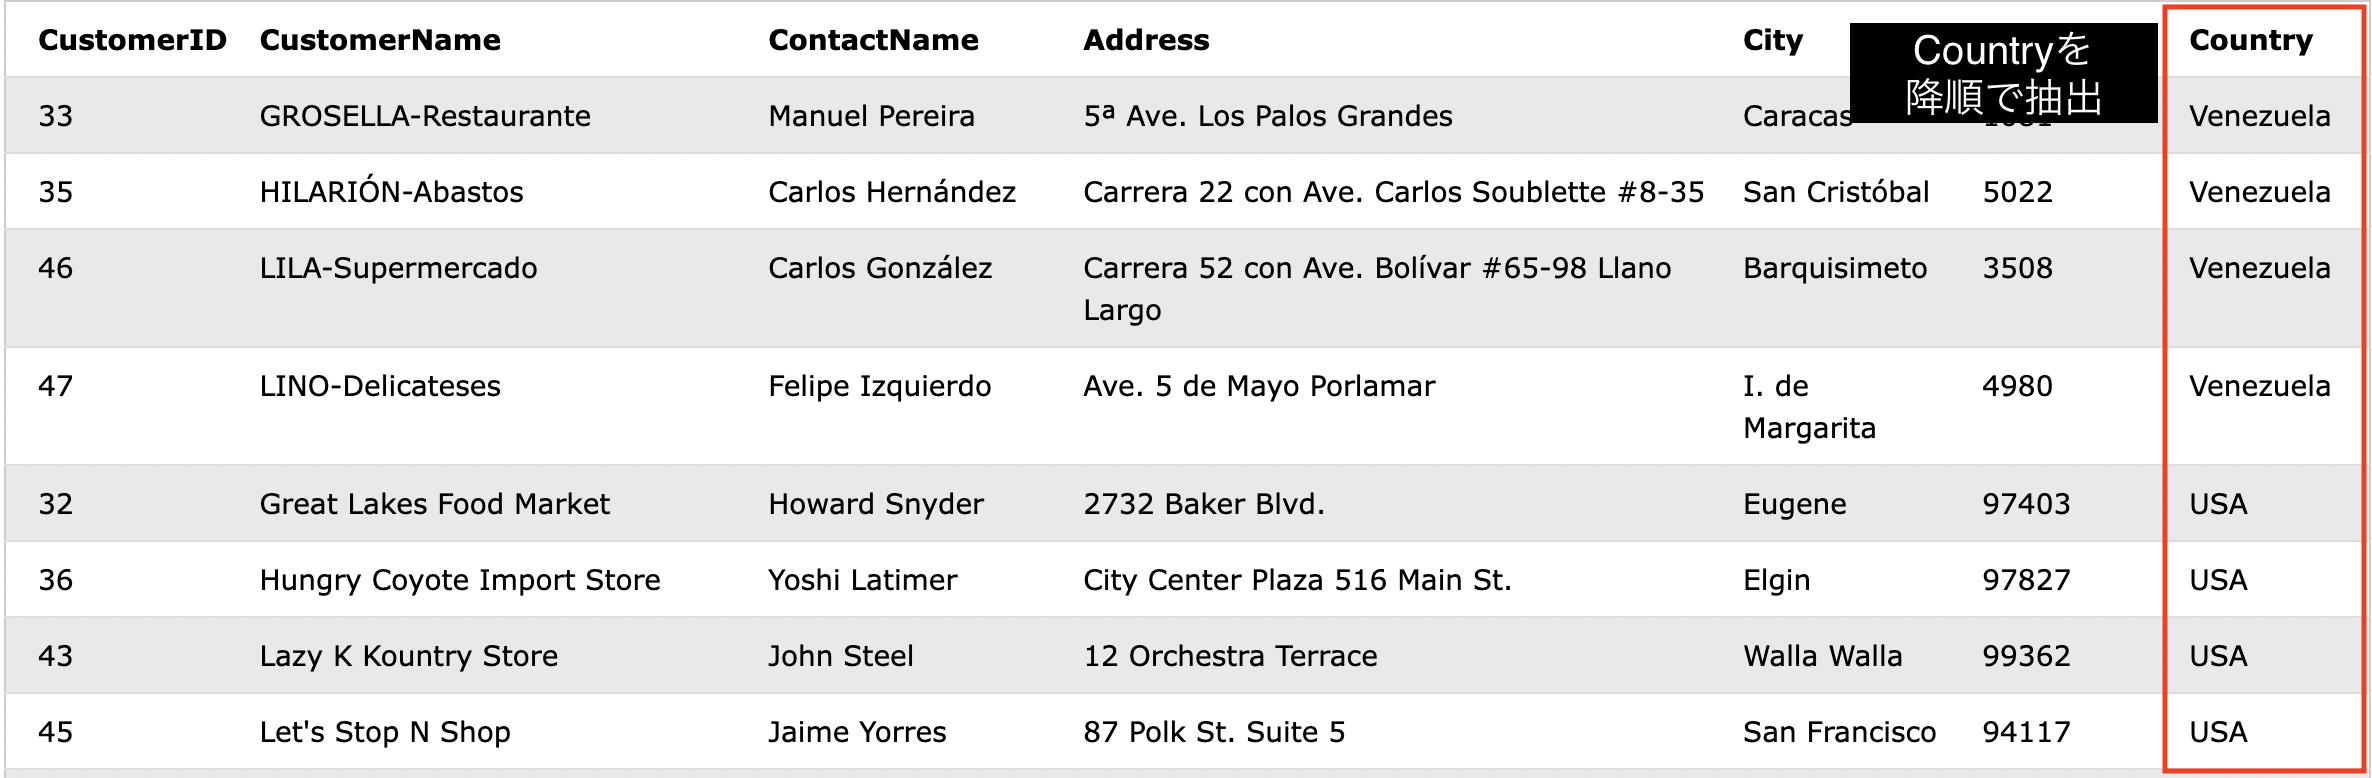 CustomerID CustomerName ContactName Address City Country
Countryを
降順で抽出
33 GROSELLA-Restaurante Manuel Pereira 5ª Ave. Los Palos Grandes Caracas Venezuela
35 HILARIÓN-Abastos Carlos Hernández Carrera 22 con Ave. Carlos Soublette #8-35 San Cristóbal 5022 Venezuela
46 LILA-Supermercado Carlos González Carrera 52 con Ave. Bolívar #65-98 Llano Barquisimeto 3508 Venezuela
Largo
47 LINO-Delicateses Felipe Izquierdo Ave. 5 de Mayo Porlamar I. de 4980 Venezuela
Margarita
32 Great Lakes Food Market Howard Snyder 2732 Baker Blvd. Eugene 97403 USA
36 Hungry Coyote Import Store Yoshi Latimer City Center Plaza 516 Main St. Elgin 97827 USA
43 Lazy K Kountry Store John Steel 12 Orchestra Terrace Walla Walla 99362 USA
45 Let's Stop N Shop Jaime Yorres 87 Polk St. Suite 5 San Francisco 94117 USA